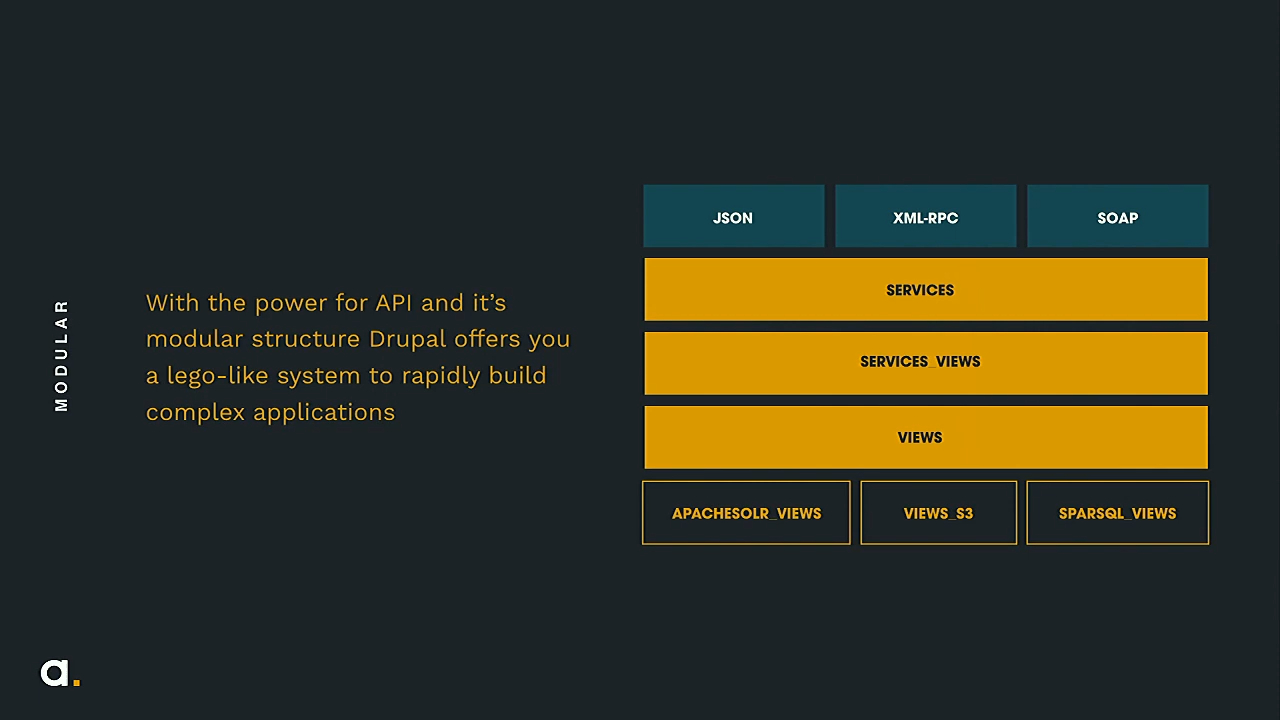 MODULAR
With the power for API and it’s
modular structure Drupal offers you
a lego-like system to rapidly build
complex applications
JSON
XML-RPC
SOAP
SERVICES
SERVICES_VIEWS
VIEWS
APACHESOLR_VIEWS
VIEWS_S3
SPARSQL_VIEWS
a.